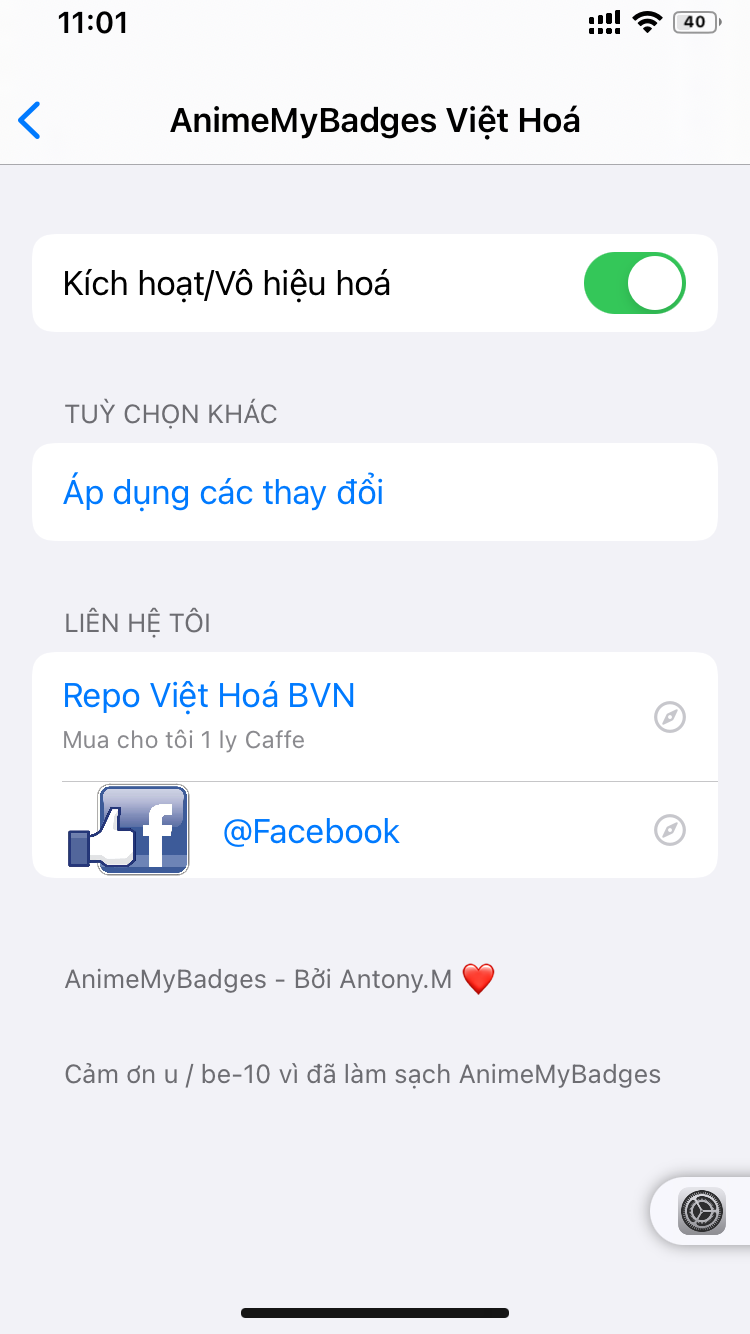 11:01
40
AnimeMyBadges Việt Hoá
Kích hoạt/Vô hiệu hoá
TUỲ CHỌN KHÁC
Áp dụng các thay đổi
LIÊN HỆ TÔI
Repo Việt Hoá BVN
Mua cho tôi 1 ly Caffe
f
@Facebook
AnimeMyBadges - Bởi Antony.M ❤️
Cảm ơn u / be-10 vì đã làm sạch AnimeMyBadges